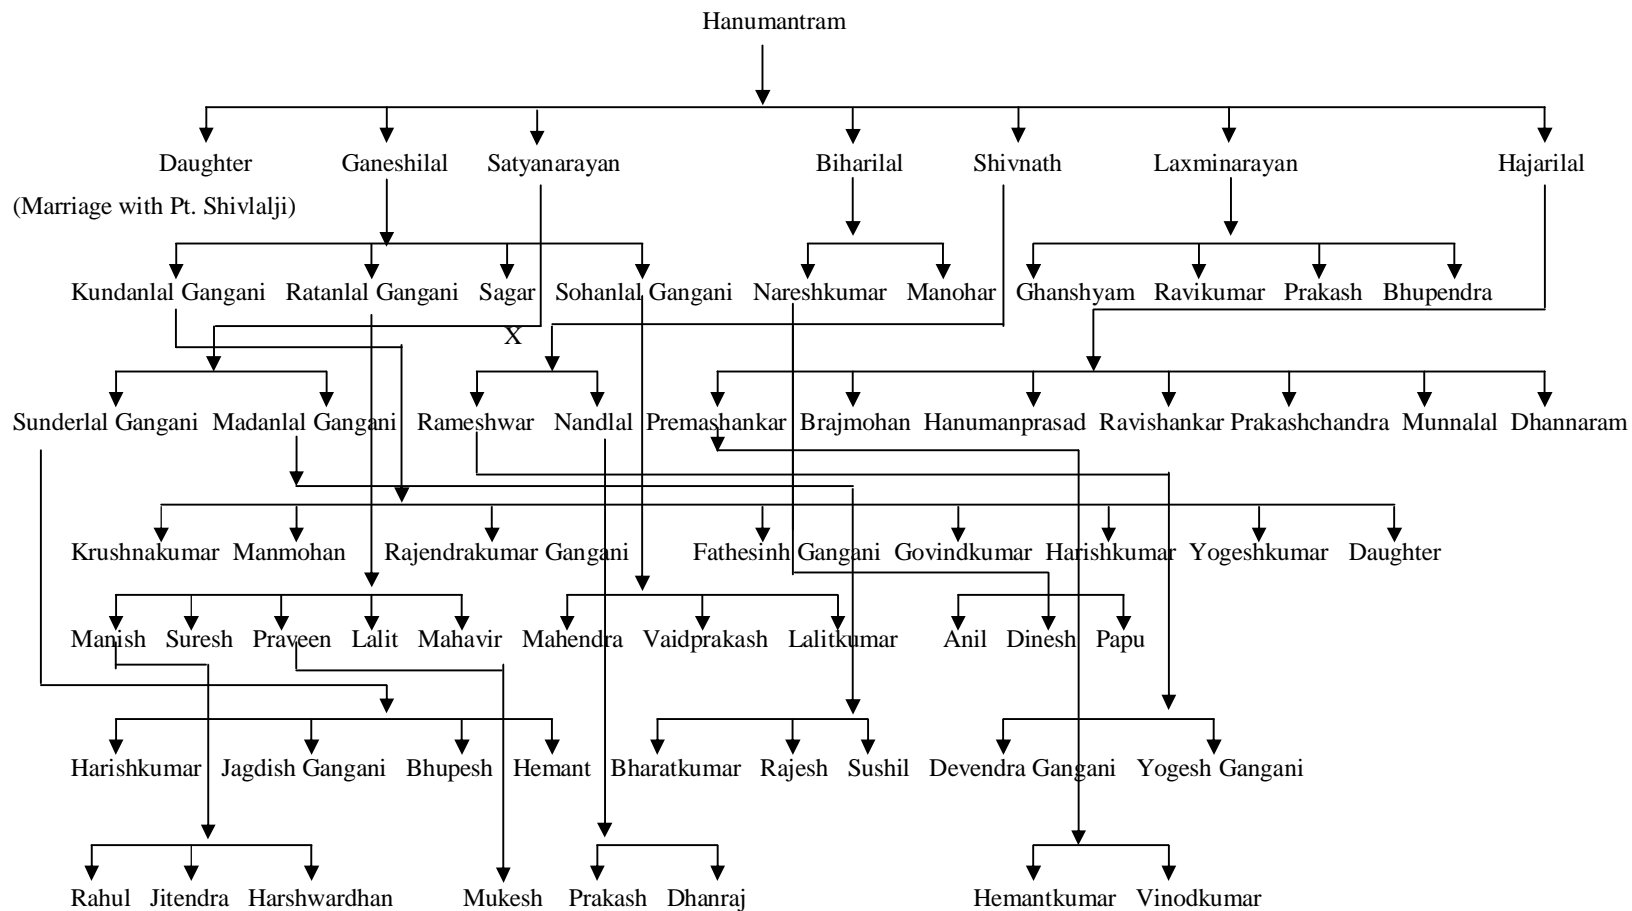 Hanumantram
Daughter Ganeshilal Satyanarayan Biharilal Shivnath Laxminarayan Hajarilal
(Marriage with Pt. Shivlalji)
Kundanlal Gangani Ratanlal Gangani Sagar Sohanlal Gangani Nareshkumar Manohar Ghanshyam Ravikumar Prakash Bhupendra
X
Sunderlal Gangani Madanlal Gangani Rameshwar Nandlal Premashankar Brajmohan Hanumanprasad Ravishankar Prakashchandra Munnalal Dhannaram
Krushnakumar Manmohan Rajendrakumar Gangani Fathesinh Gangani Govindkumar Harishkumar Yogeshkumar Daughter
Manish Suresh Praveen Lalit Mahavir Mahendra Vaidprakash Lalitkumar Anil Dinesh Papu
Harishkumar Jagdish Gangani Bhupesh Hemant Bharatkumar Rajesh Sushil Devendra Gangani Yogesh Gangani
Rahul Jitendra Harshwardhan Mukesh Prakash Dhanraj Hemantkumar Vinodkumar